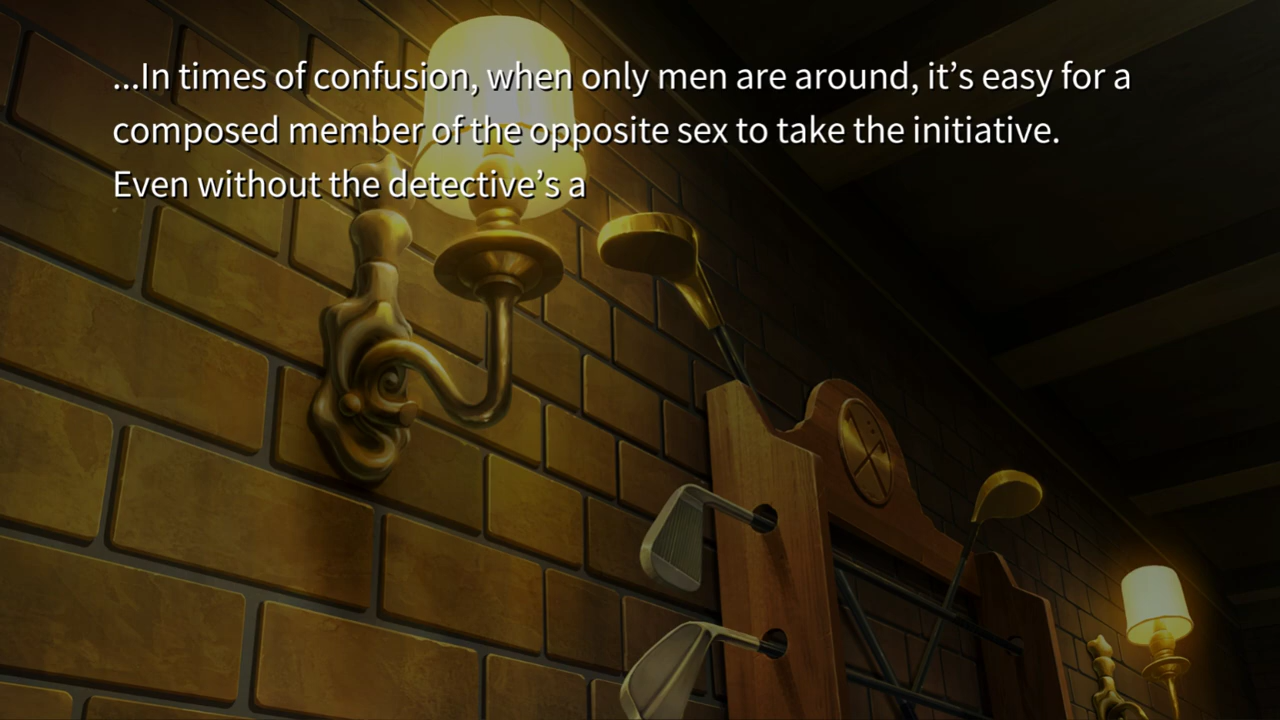 ...In times of confusion, when only men are around, it’s easy for a
composed member of the opposite sex to take the initiative.
Even without the detective’s a